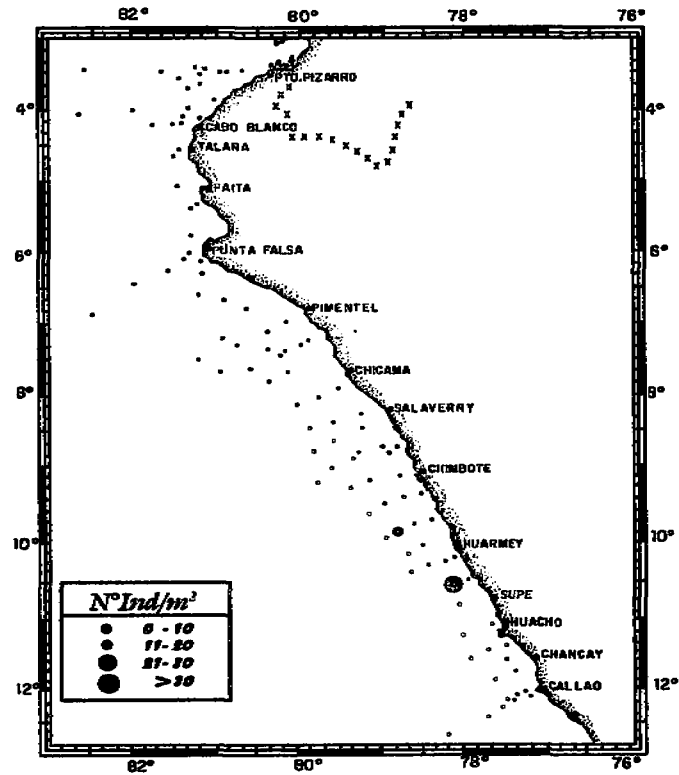 82° 80° 78° 76°
PTO.PIZARRO
4° 4°
CABO BLANCO
TALARA
PAITA
6° PUNTA FALSA 6°
PIMENTEL
CHICAMA
8° 8°
SALAVERRY
CHIMBOTE
10° HUARMEY 10°
SUPE
N°Ind/m³
0 - 10
11- 20
21- 30
>30
HUACHO
CHANCAY
12° CALLAO 12°
82° 80° 78° 76°